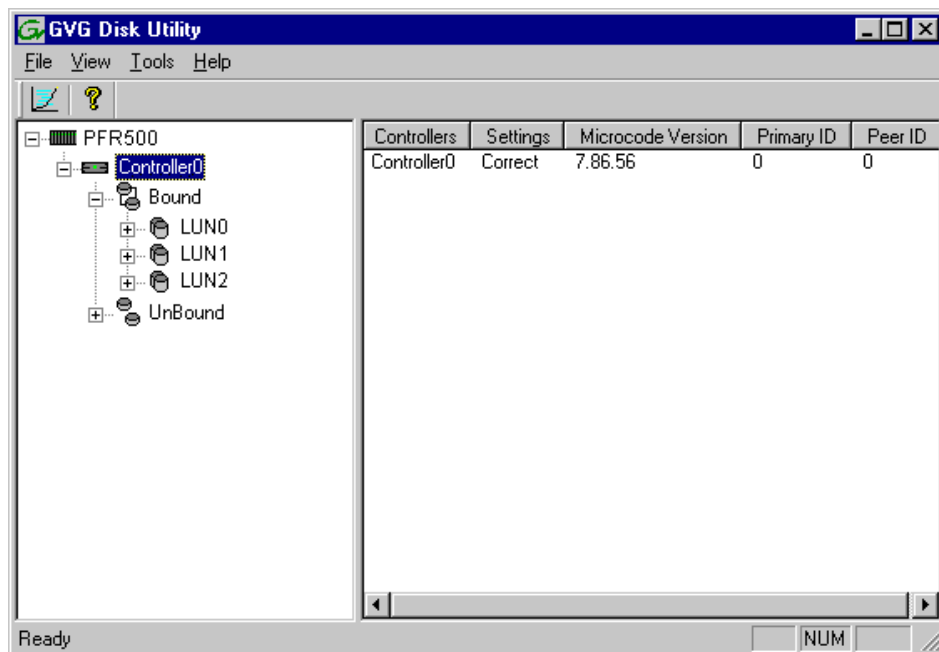 GVG Disk Utility
File View Tools Help
PFR500
Controller0
Bound
LUN0
LUN1
LUN2
UnBound
Controllers Settings Microcode Version Primary ID Peer ID
Controller0 Correct 7.86.56 0 0
Ready
NUM